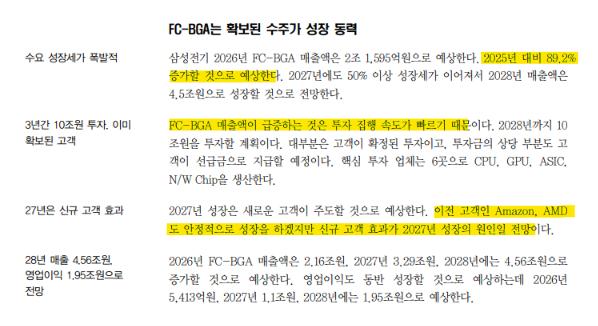 FC-BGA는 확보된 수주가 성장 동력
수요 성장세가 폭발적
삼성전기 2026년 FC-BGA 매출액은 2조 1,595억원으로 예상한다. 2025년 대비 89.2%
증가할 것으로 예상한다. 2027년에도 50% 이상 성장세가 이어져서 2028년 매출액은
4.5조원으로 성장할 것으로 전망한다.
3년간 10조원 투자. 이미
확보된 고객
FC-BGA 매출액이 급증하는 것은 투자 집행 속도가 빠르기 때문이다. 2028년까지 10
조원을 투자할 계획이다. 대부분은 고객이 확정된 투자이고, 투자금의 상당 부분도 고
객이 선급금으로 지급할 예정이다. 핵심 투자 업체는 6곳으로 CPU, GPU, ASIC,
N/W Chip을 생산한다.
27년은 신규 고객 효과
2027년 성장은 새로운 고객이 주도할 것으로 예상한다. 이전 고객인 Amazon, AMD
도 안정적으로 성장을 하겠지만 신규 고객 효과가 2027년 성장의 원인일 전망이다.
28년 매출 4.56조원,
영업이익 1.95조원으로
전망
2026년 FC-BGA 매출액은 2.16조원, 2027년 3.29조원, 2028년에는 4.56조원으로
증가할 것으로 예상한다. 영업이익도 동반 성장할 것으로 예상하는데 2026년
5,413억원, 2027년 1.1조원, 2028년에는 1.95조원으로 예상한다.